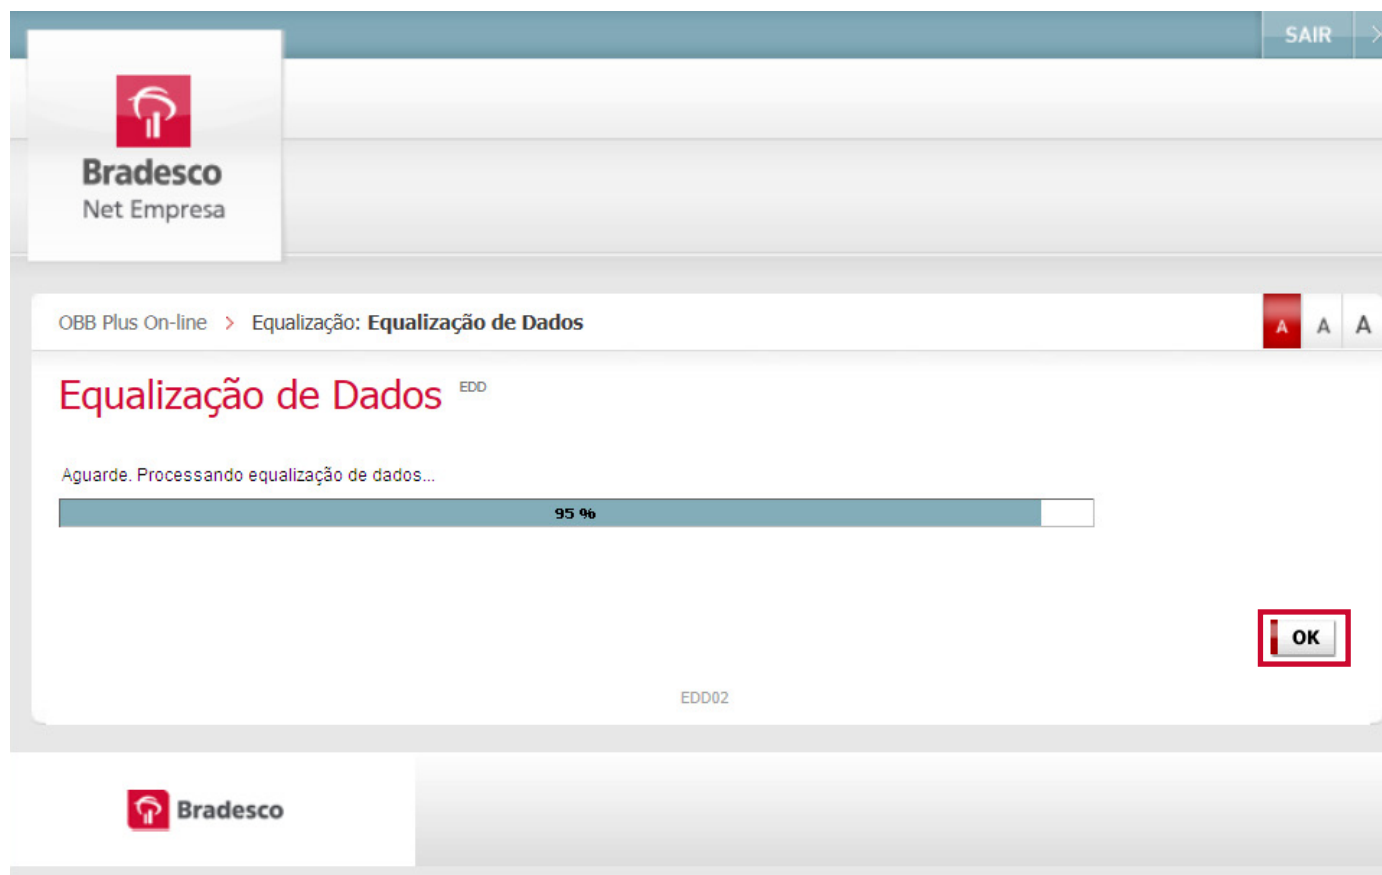 SAIR
Bradesco
Net Empresa
OBB Plus On-line > Equalização: Equalização de Dados
A A A
Equalização de Dados EDD
Aguarde. Processando equalização de dados...
95 %
OK
EDD02
Bradesco